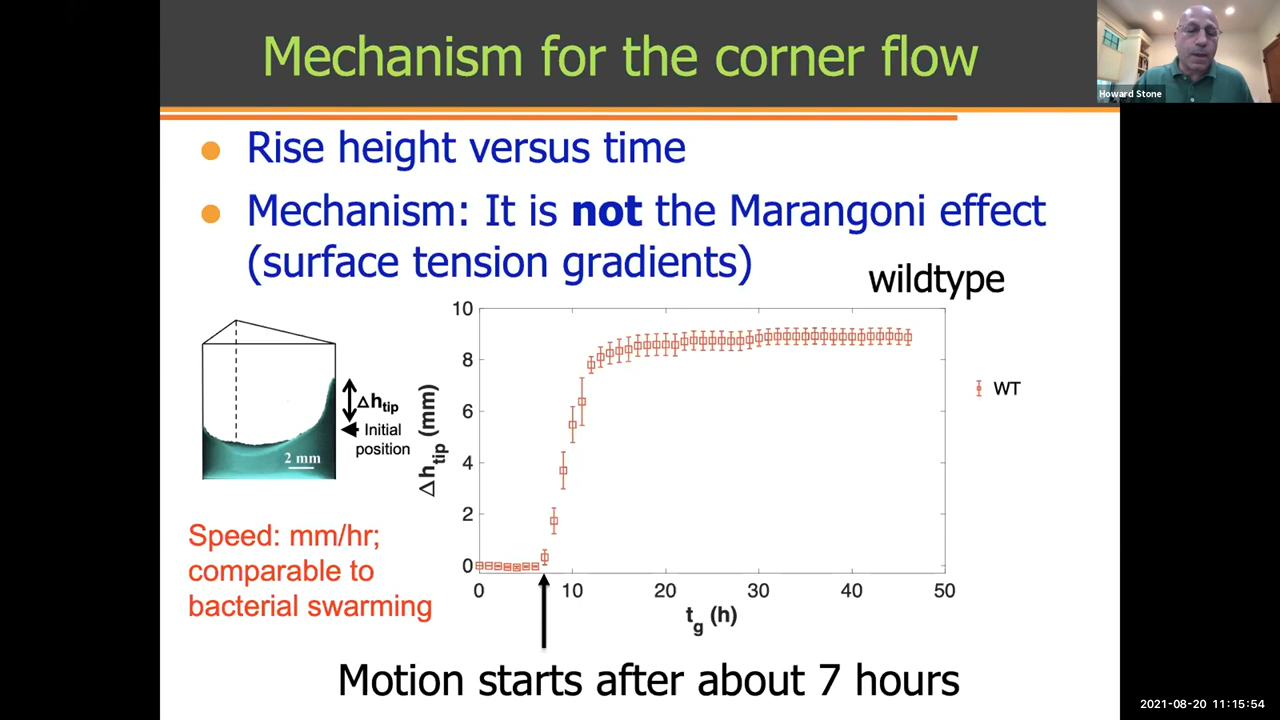 Mechanism for the corner flow
Howard Stone
Rise height versus time
Mechanism: It is not the Marangoni effect
(surface tension gradients)
wildtype
Δh_tip
Initial
position
2 mm
Speed: mm/hr;
comparable to
bacterial swarming
10
8
6
4
2
0
Δh_tip (mm)
0 10 20 30 40 50
t_g (h)
WT
Motion starts after about 7 hours
2021-08-20 11:15:54